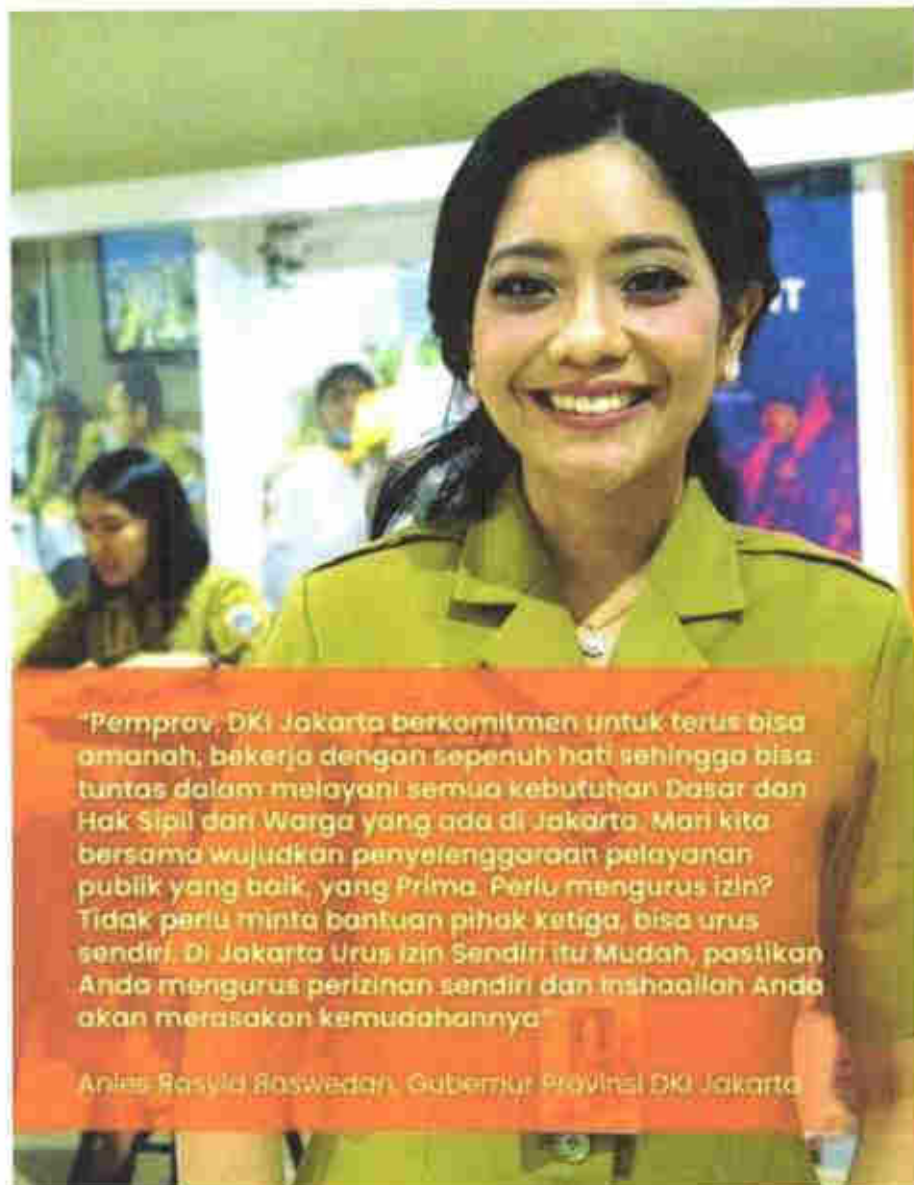 "Pemprov, DKI Jakarta berkomitmen untuk terus bisa
amanah, bekerja dengan sepenuh hati sehingga bisa
tuntas dalam melayani semua kebutuhan Dasar dan
Hak Sipil dari Warga yang ada di Jakarta. Mari kita
bersama wujudkan penyelenggaraan pelayanan
publik yang baik, yang Prima. Perlu mengurus izin?
Tidak perlu minta bantuan pihak ketiga, bisa urus
sendiri. Di Jakarta Urus Izin Sendiri itu Mudah, pastikan
Anda mengurus perizinan sendiri dan Inshaallah Anda
akan merasakan kemudahannya"
Anies Rasyid Baswedan, Gubernur Provinsi DKI Jakarta
NT